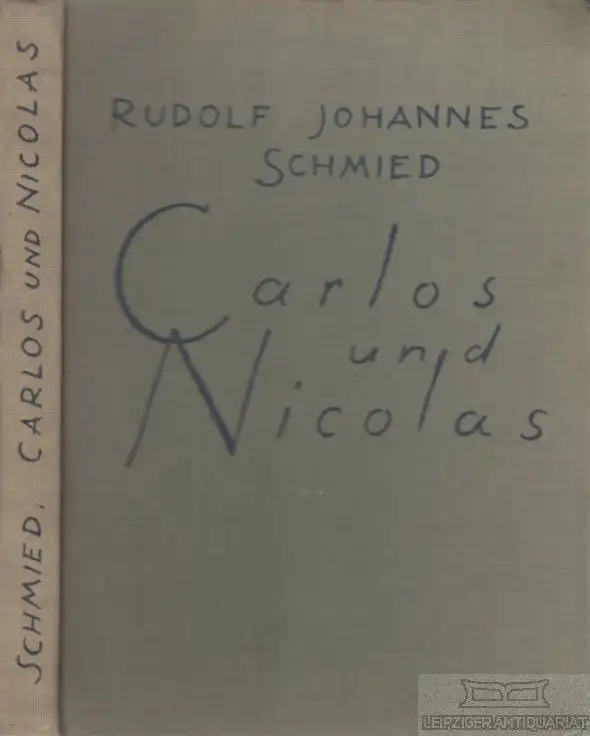 SCHMIED. CARLOS UND NICOLAS
RUDOLF JOHANNES
SCHMIED
Carlos
und
Nicolas
LEIPZIGER ANTIQUARIAT